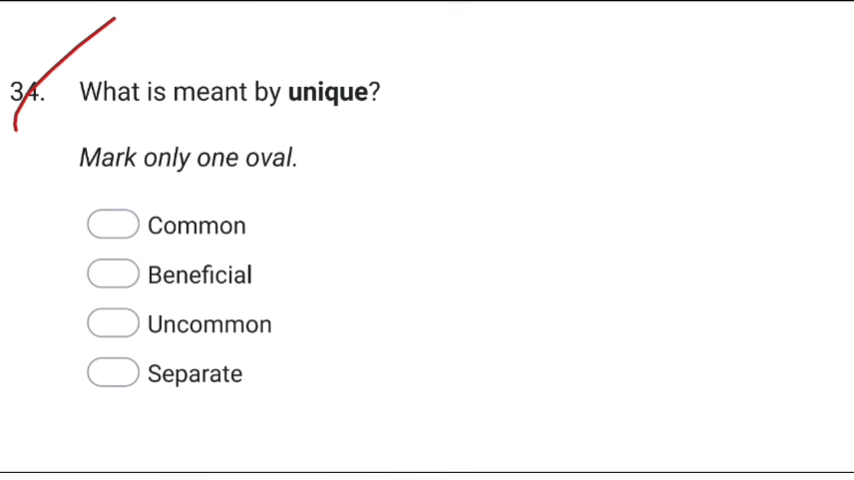 34. What is meant by unique?
Mark only one oval.
Common
Beneficial
Uncommon
Separate